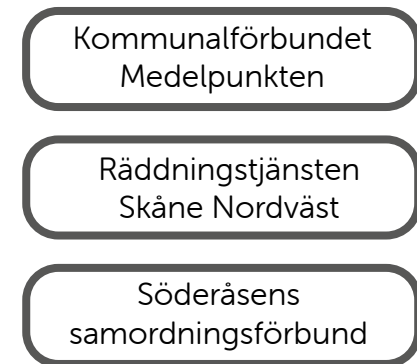 Kommunalförbundet
Medelpunkten
Räddningstjänsten
Skåne Nordväst
Söderåsens
samordningsförbund